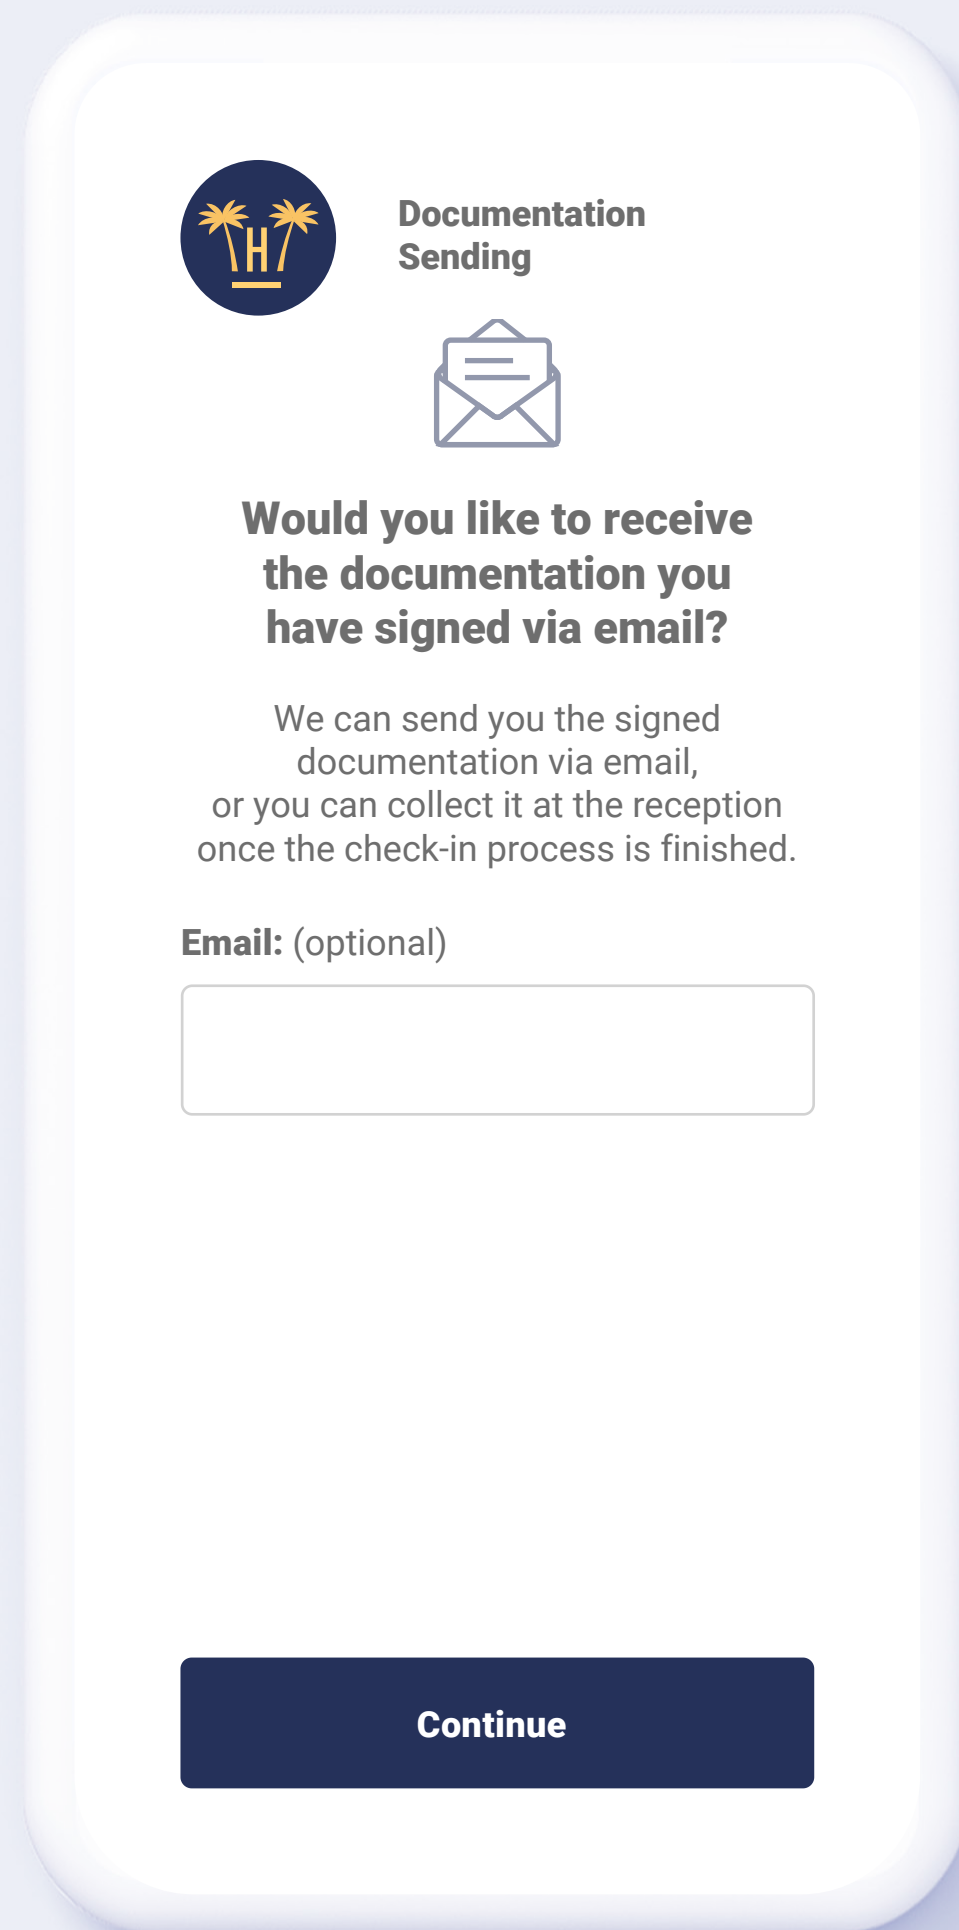 H
Documentation
Sending
Would you like to receive
the documentation you
have signed via email?
We can send you the signed
documentation via email,
or you can collect it at the reception
once the check-in process is finished.
Email: (optional)
Continue